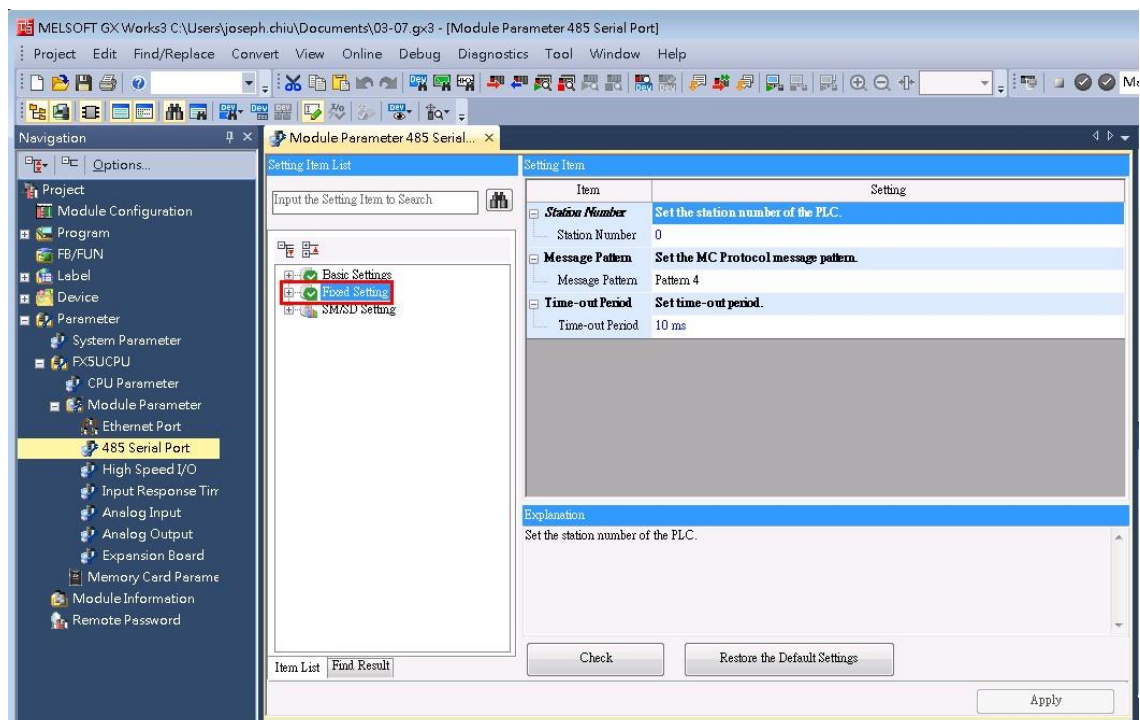 MELSOFT GX Works3 C:\Users\joseph.chiu\Documents\03-07.gx3 - [Module Parameter 485 Serial Port]
Project Edit Find/Replace Convert View Online Debug Diagnostics Tool Window Help
Navigation
Options...
Project
Module Configuration
Program
FB/FUN
Label
Device
Parameter
System Parameter
FX5UCPU
CPU Parameter
Module Parameter
Ethernet Port
485 Serial Port
High Speed I/O
Input Response Tim
Analog Input
Analog Output
Expansion Board
Memory Card Parame
Module Information
Remote Password
Module Parameter 485 Serial...
Setting Item List
Input the Setting Item to Search
Basic Settings
Fixed Setting
SM/SD Setting
Item List Find Result
Setting Item
Item Setting
Station Number Set the station number of the PLC.
Station Number 0
Message Pattern Set the MC Protocol message pattern.
Message Pattern Pattern 4
Time-out Period Set time-out period.
Time-out Period 10 ms
Explanation
Set the station number of the PLC.
Check Restore the Default Settings
Apply